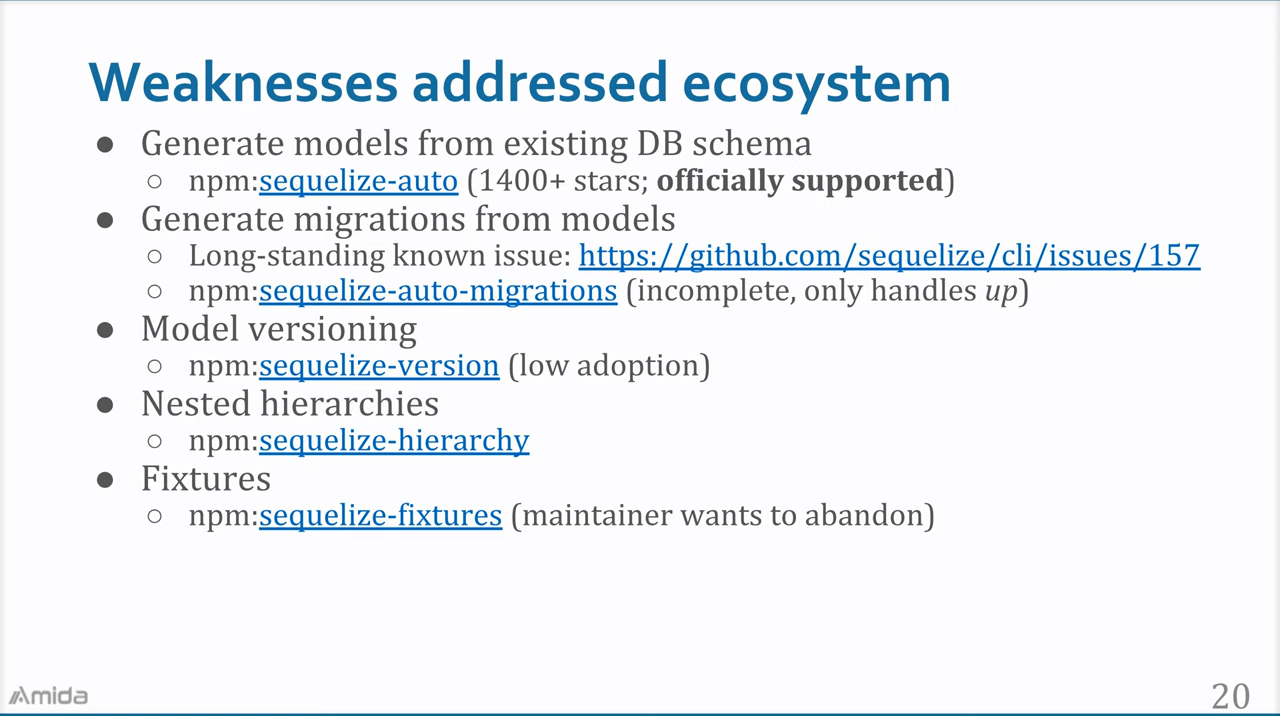 Weaknesses addressed ecosystem
● Generate models from existing DB schema
○ npm:sequelize-auto (1400+ stars; officially supported)
● Generate migrations from models
○ Long-standing known issue: https://github.com/sequelize/cli/issues/157
○ npm:sequelize-auto-migrations (incomplete, only handles up)
● Model versioning
○ npm:sequelize-version (low adoption)
● Nested hierarchies
○ npm:sequelize-hierarchy
● Fixtures
○ npm:sequelize-fixtures (maintainer wants to abandon)
Amida
20